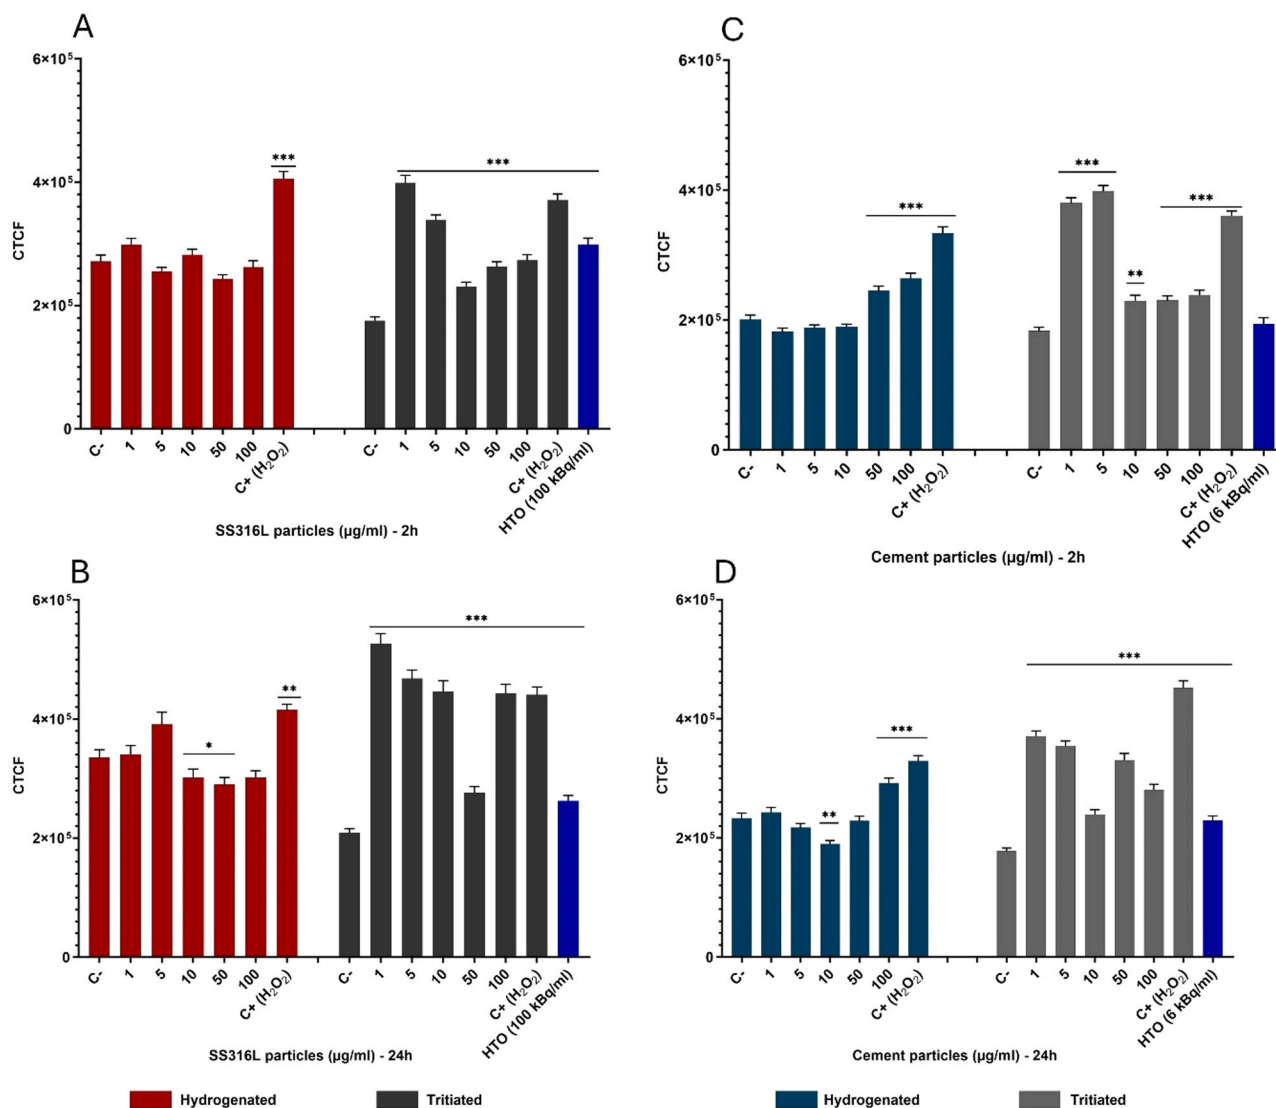 A
6×10⁵
4×10⁵
2×10⁵
0
CTCF
***
***
C- 1 5 10 50 100 C+ (H₂O₂) C- 1 5 10 50 100 C+ (H₂O₂) HTO (100 kBq/ml)
SS316L particles (µg/ml) - 2h
C
6×10⁵
4×10⁵
2×10⁵
0
CTCF
***
***
**
***
C- 1 5 10 50 100 C+ (H₂O₂) C- 1 5 10 50 100 C+ (H₂O₂) HTO (6 kBq/ml)
Cement particles (µg/ml) - 2h
B
6×10⁵
4×10⁵
2×10⁵
0
CTCF
*
**
***
C- 1 5 10 50 100 C+ (H₂O₂) C- 1 5 10 50 100 C+ (H₂O₂) HTO (100 kBq/ml)
SS316L particles (µg/ml) - 24h
Hydrogenated Tritiated
D
6×10⁵
4×10⁵
2×10⁵
0
CTCF
**
***
***
C- 1 5 10 50 100 C+ (H₂O₂) C- 1 5 10 50 100 C+ (H₂O₂) HTO (6 kBq/ml)
Cement particles (µg/ml) - 24h
Hydrogenated Tritiated